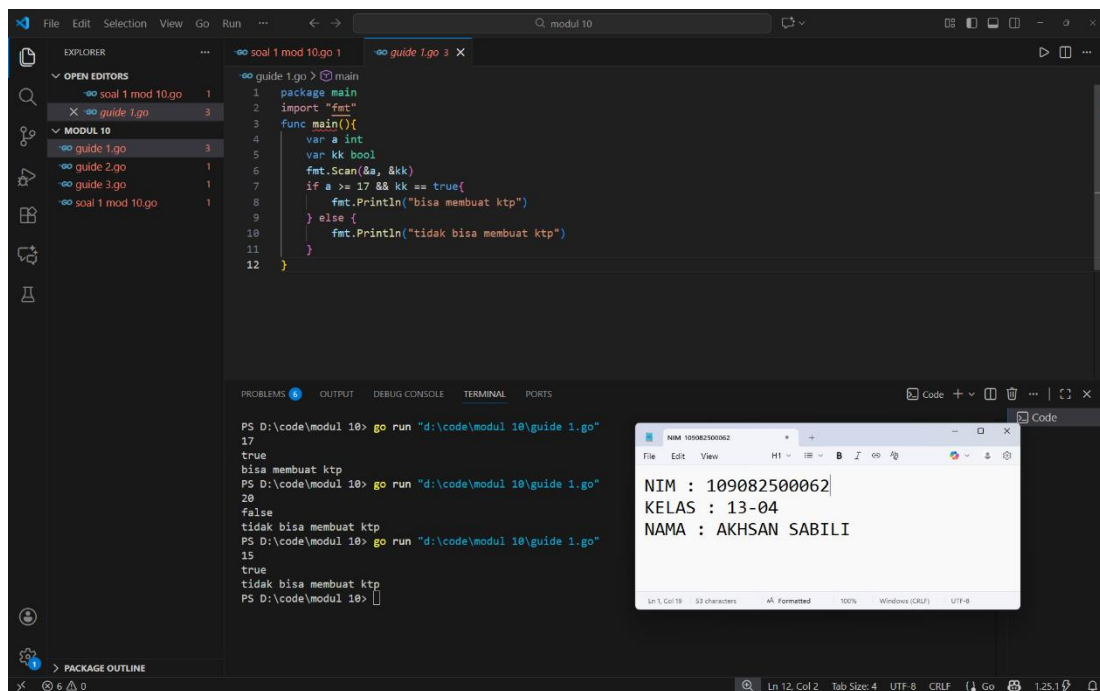 File Edit Selection View Go Run ··· modul 10
EXPLORER ···
OPEN EDITORS
soal 1 mod 10.go 1
guide 1.go 3
MODUL 10
guide 1.go 3
guide 2.go 1
guide 3.go 1
soal 1 mod 10.go 1
PACKAGE OUTLINE
soal 1 mod 10.go 1 guide 1.go 3
guide 1.go > main
1 package main
2 import "fmt"
3 func main(){
4 var a int
5 var kk bool
6 fmt.Scan(&a, &kk)
7 if a >= 17 && kk == true{
8 fmt.Println("bisa membuat ktp")
9 } else {
10 fmt.Println("tidak bisa membuat ktp")
11 }
12 }
PROBLEMS 6 OUTPUT DEBUG CONSOLE TERMINAL PORTS
Code
Code
PS D:\code\modul 10> go run "d:\code\modul 10\guide 1.go"
17
true
bisa membuat ktp
PS D:\code\modul 10> go run "d:\code\modul 10\guide 1.go"
20
false
tidak bisa membuat ktp
PS D:\code\modul 10> go run "d:\code\modul 10\guide 1.go"
15
true
tidak bisa membuat ktp
PS D:\code\modul 10>
NIM 109082500062
File Edit View H1 B I
NIM : 109082500062
KELAS : 13-04
NAMA : AKHSAN SABILI
Ln 1, Col 19 53 characters Formatted 100% Windows (CRLF) UTF-8
1
6 0 Ln 12, Col 2 Tab Size: 4 UTF-8 CRLF Go 1.25.1